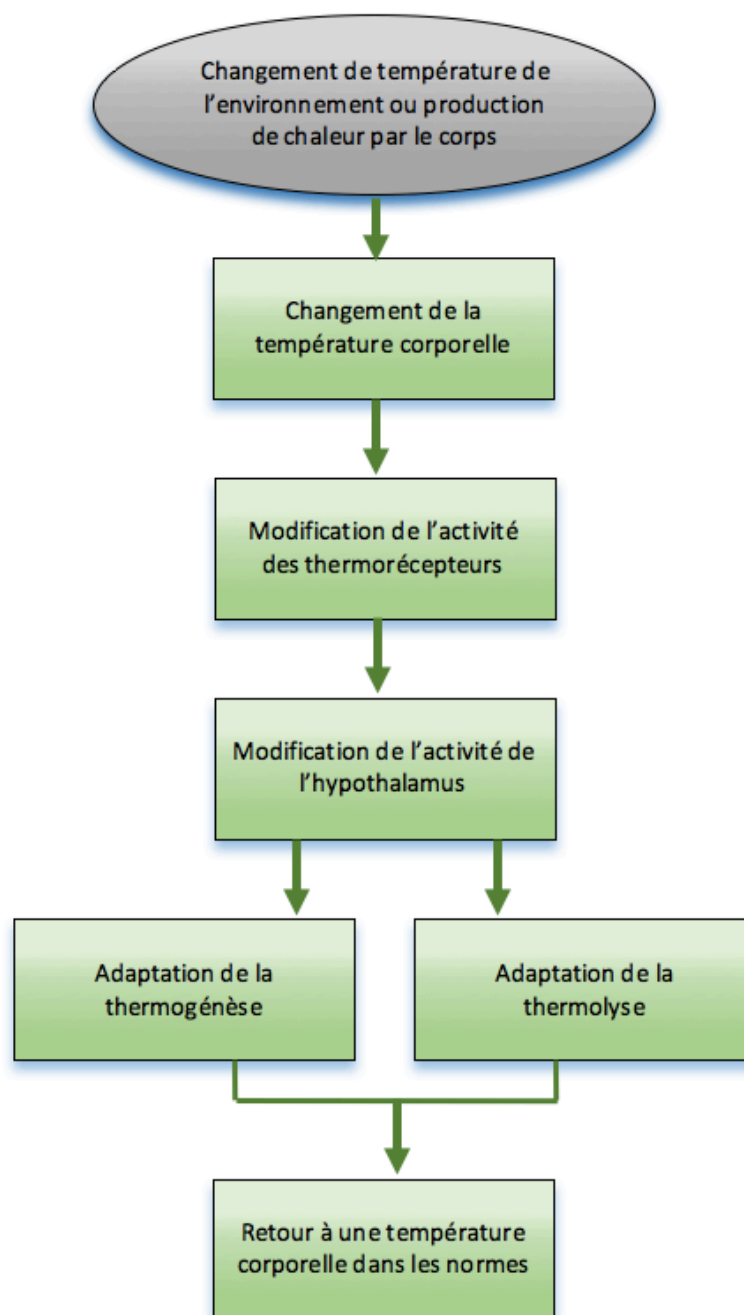 Changement de température de
l'environnement ou production
de chaleur par le corps
Changement de la
température corporelle
Modification de l'activité
des thermorécepteurs
Modification de l'activité de
l'hypothalamus
Adaptation de la
thermogénèse
Adaptation de la
thermolyse
Retour à une température
corporelle dans les normes